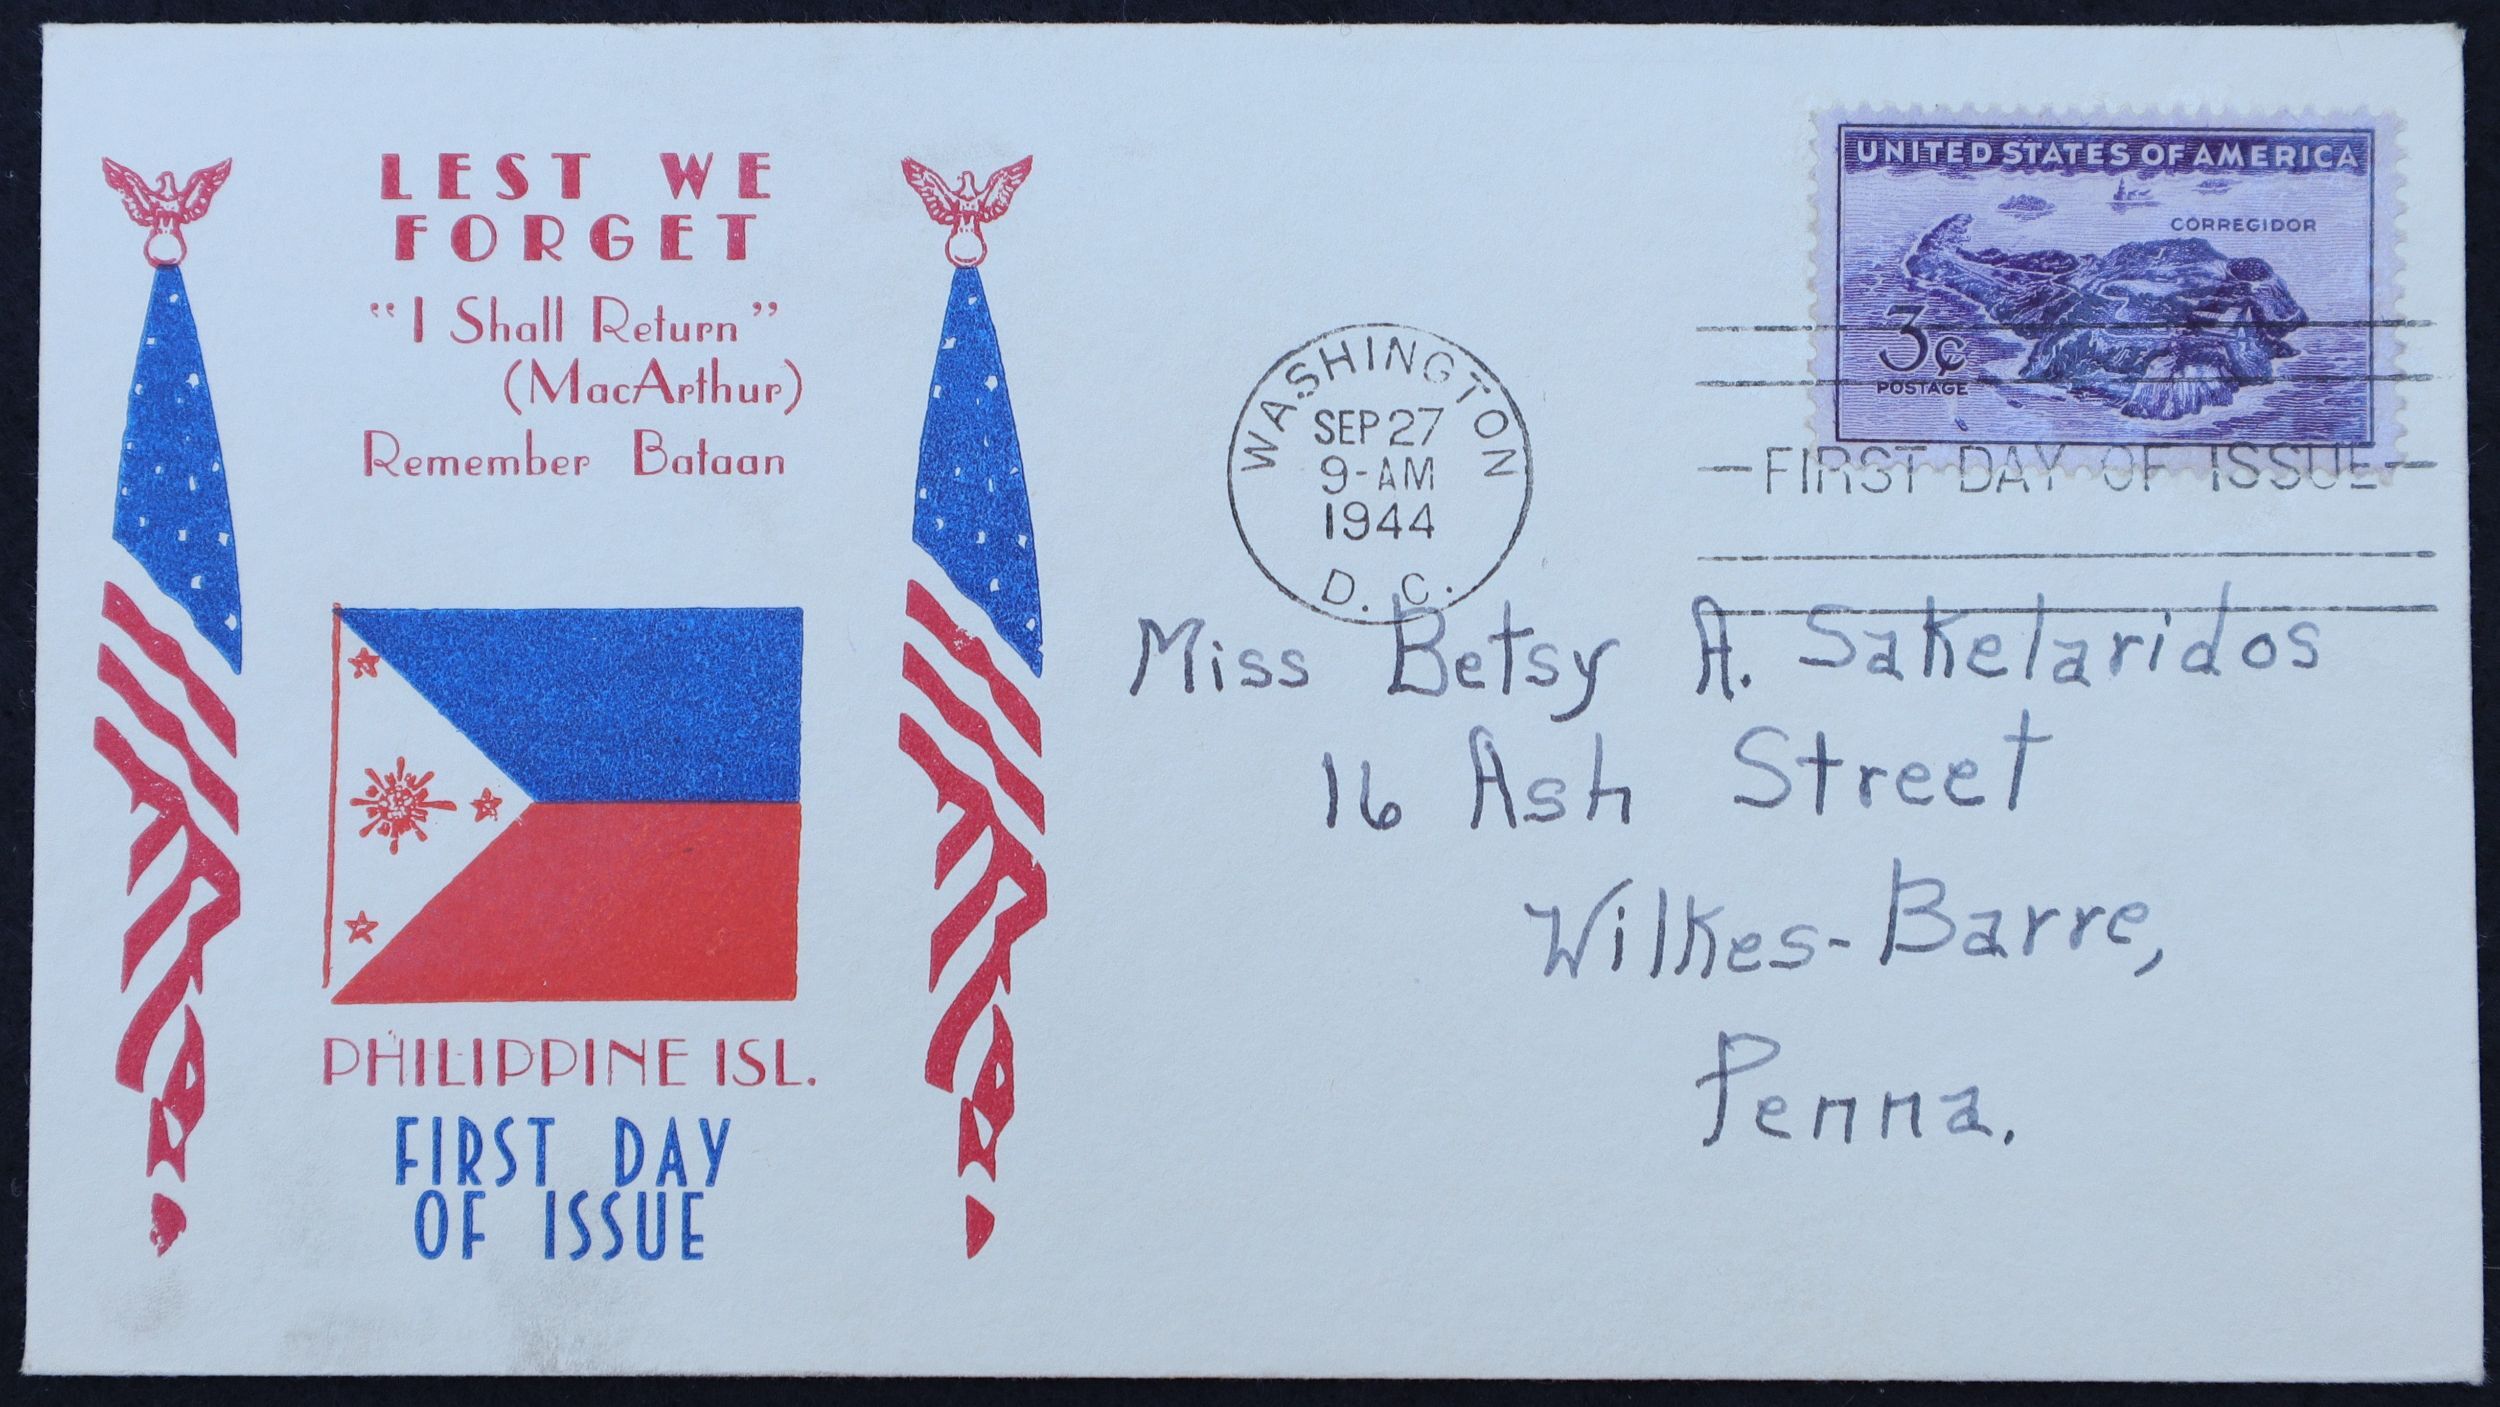 LEST WE
FORGET
"I Shall Return"
(MacArthur)
Remember Bataan
PHILIPPINE ISL.
FIRST DAY
OF ISSUE
WASHINGTON
SEP 27
9-AM
1944
D. C.
UNITED STATES OF AMERICA
CORREGIDOR
3¢
POSTAGE
—FIRST DAY OF ISSUE—
Miss Betsy A. Sakelaridos
16 Ash Street
Wilkes-Barre,
Penna.